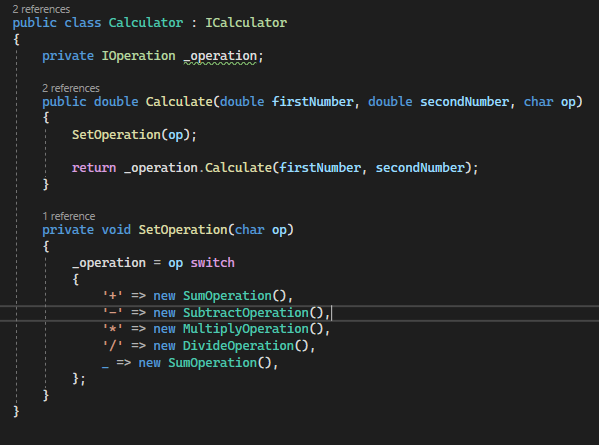 2 references
public class Calculator : ICalculator
{
private IOperation _operation;
2 references
public double Calculate(double firstNumber, double secondNumber, char op)
{
SetOperation(op);
return _operation.Calculate(firstNumber, secondNumber);
}
1 reference
private void SetOperation(char op)
{
_operation = op switch
{
'+' => new SumOperation(),
'-' => new SubtractOperation(),
'*' => new MultiplyOperation(),
'/' => new DivideOperation(),
_ => new SumOperation(),
};
}
}